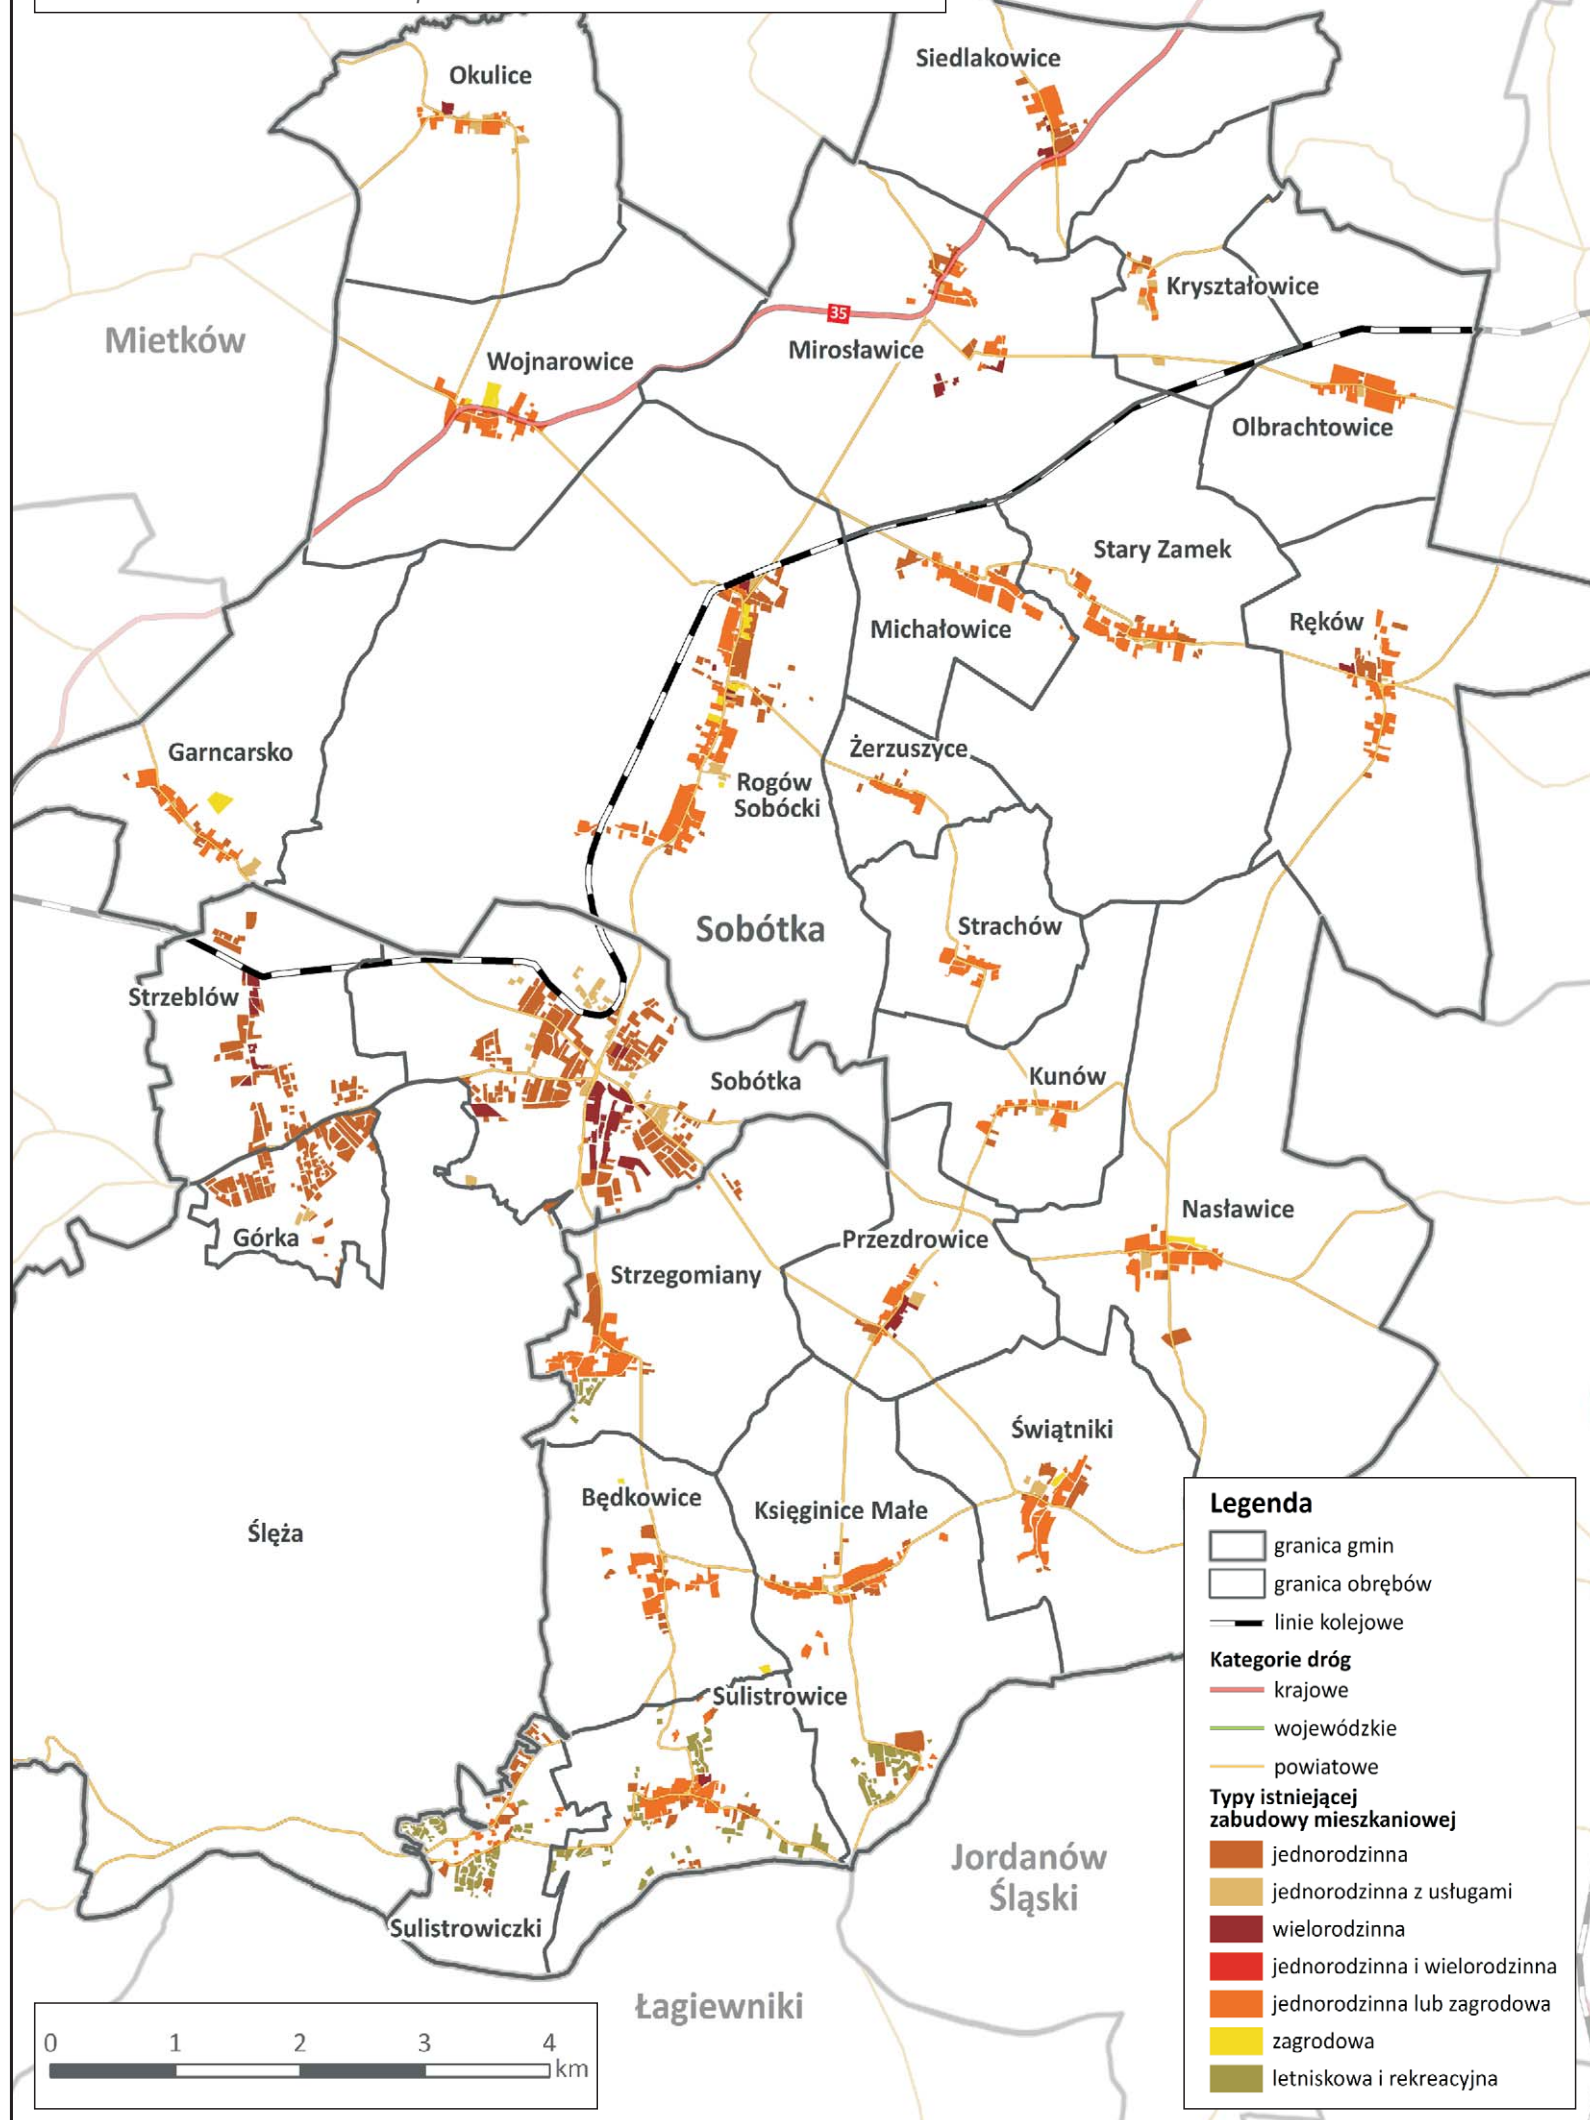 Siedlakowice
Okulice
Kryształowice
35
Mietków
Mirosławice
Wojnarowice
Olbrachtowice
Stary Zamek
Ręków
Michałowice
Żerzuszyce
Garncarsko
Rogów
Sobócki
Sobótka
Strachów
Strzeblów
Kunów
Sobótka
Nasławice
Górka
Przezdrowice
Strzegomiany
Świątniki
Będkowice
Księginice Małe
Ślęża
Sulistrowice
Jordanów
Śląski
Sulistrowiczki
Łagiewniki
Legenda
granica gmin
granica obrębów
linie kolejowe
Kategorie dróg
krajowe
wojewódzkie
powiatowe
Typy istniejącej
zabudowy mieszkaniowej
jednorodzinna
jednorodzinna z usługami
wielorodzinna
jednorodzinna i wielorodzinna
jednorodzinna lub zagrodowa
zagrodowa
letniskowa i rekreacyjna
0 1 2 3 4
km